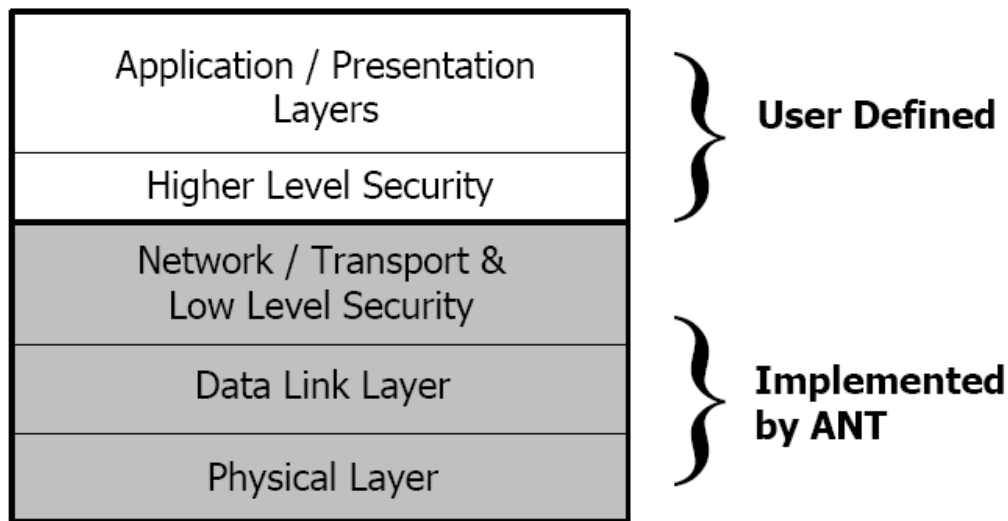 Application / Presentation
Layers
User Defined
Higher Level Security
Network / Transport &
Low Level Security
Data Link Layer
Implemented
by ANT
Physical Layer